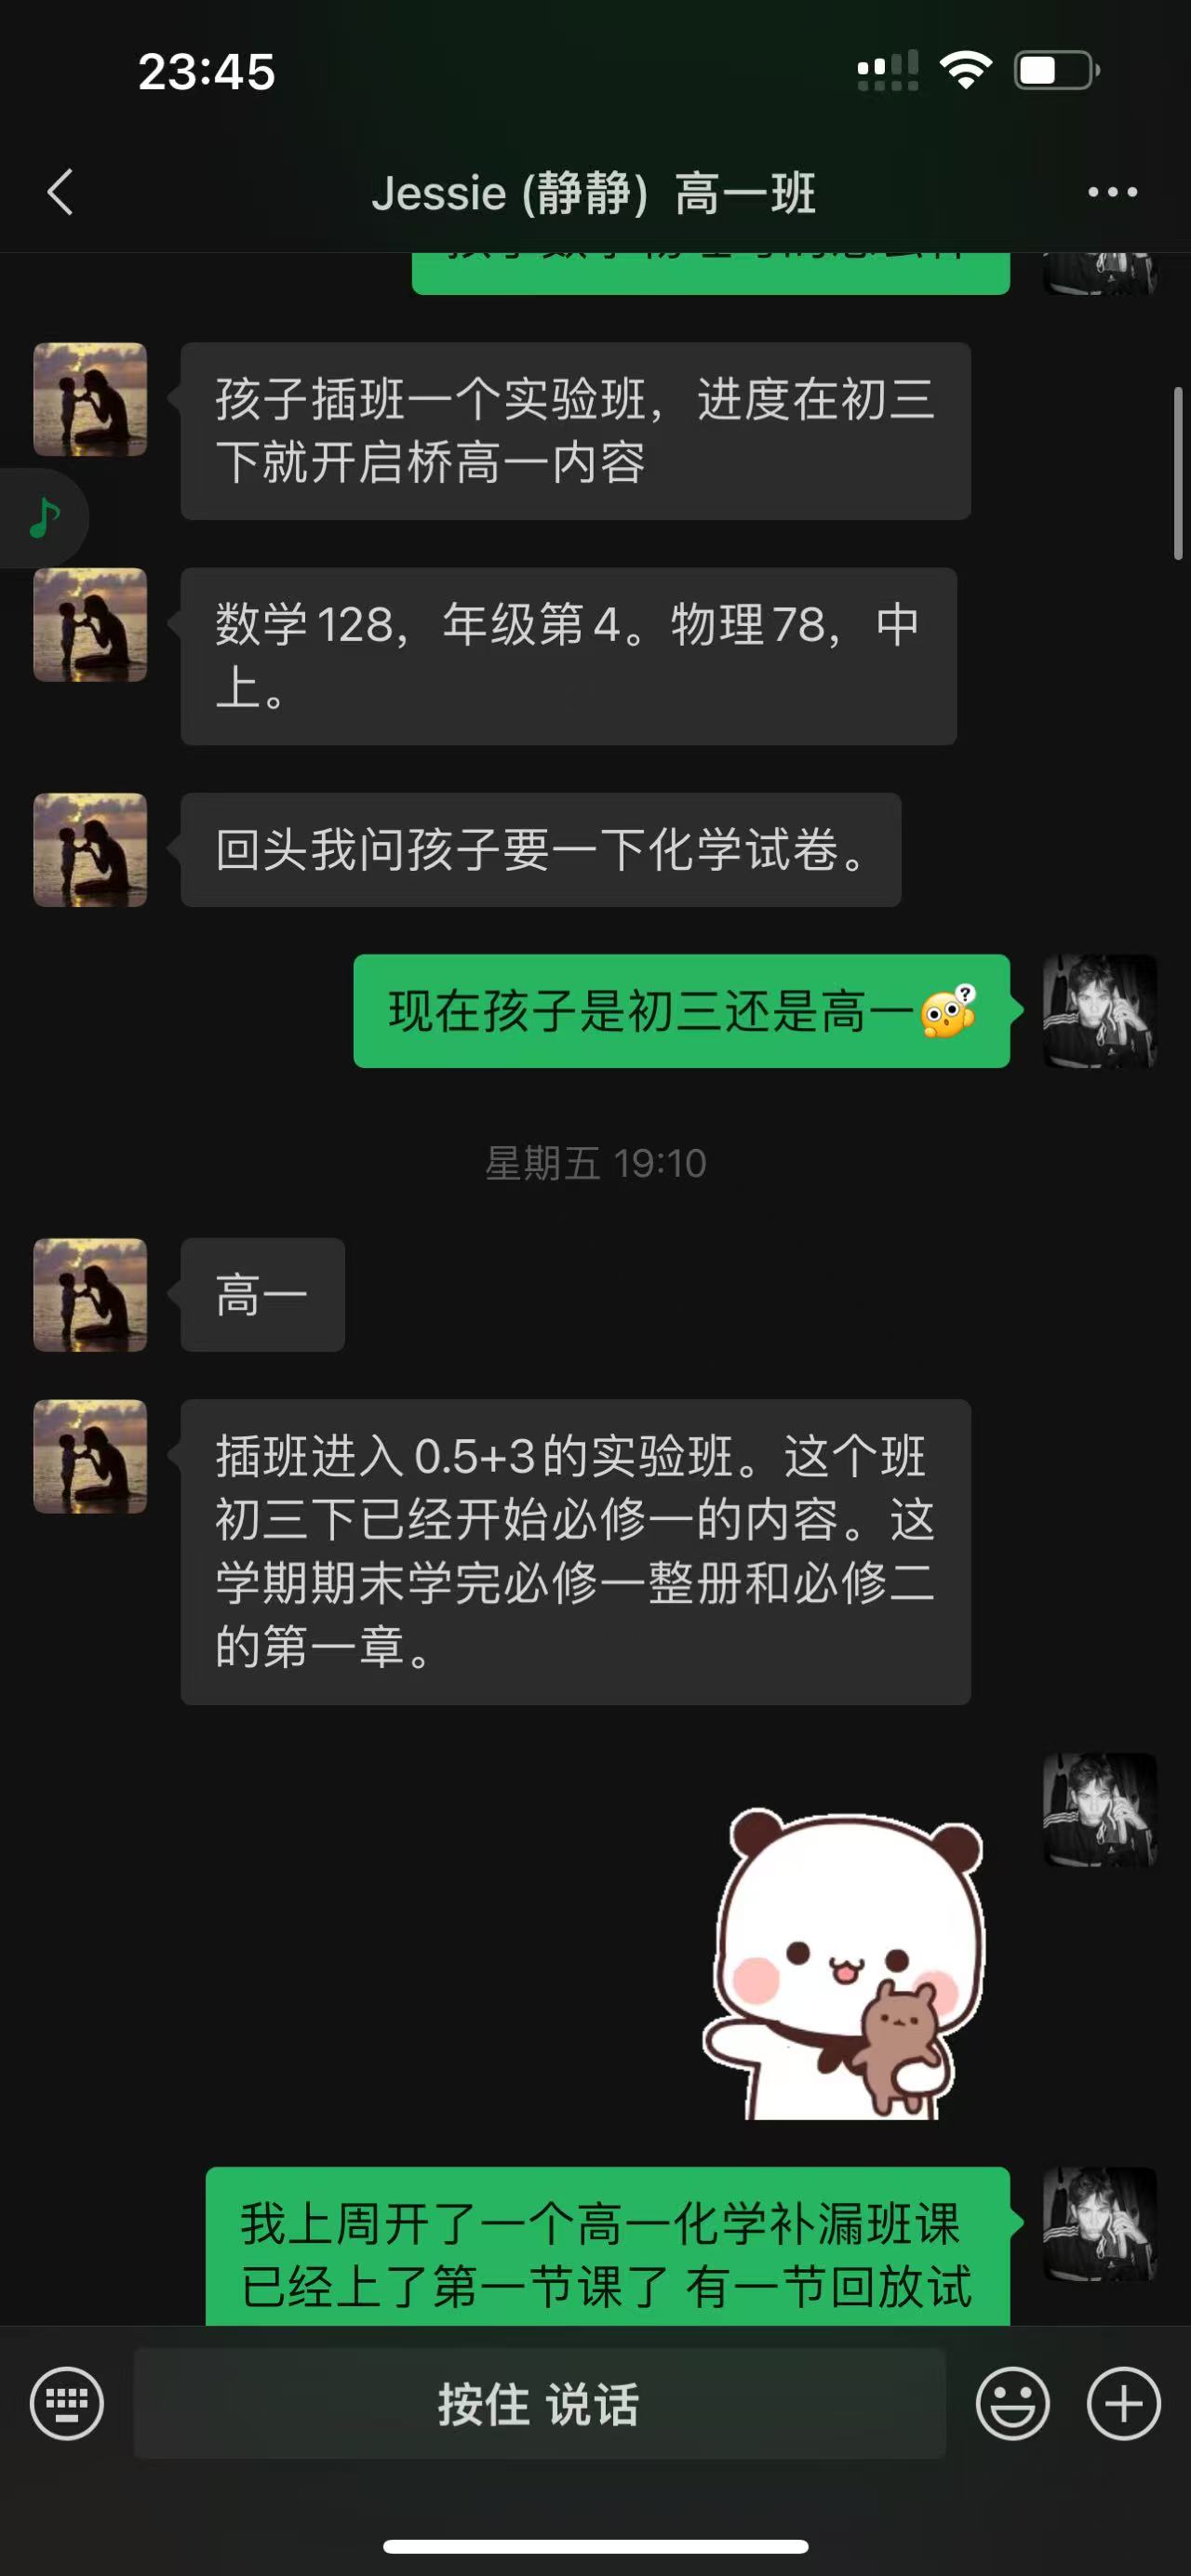 23:45
Jessie (静静) 高一班
孩子插班一个实验班，进度在初三
下就开启桥高一内容
数学128，年级第4。物理78，中
上。
回头我问孩子要一下化学试卷。
现在孩子是初三还是高一
星期五 19:10
高一
插班进入0.5+3的实验班。这个班
初三下已经开始必修一的内容。这
学期期末学完必修一整册和必修二
的第一章。
我上周开了一个高一化学补漏班课
已经上了第一节课了 有一节回放试
按住 说话